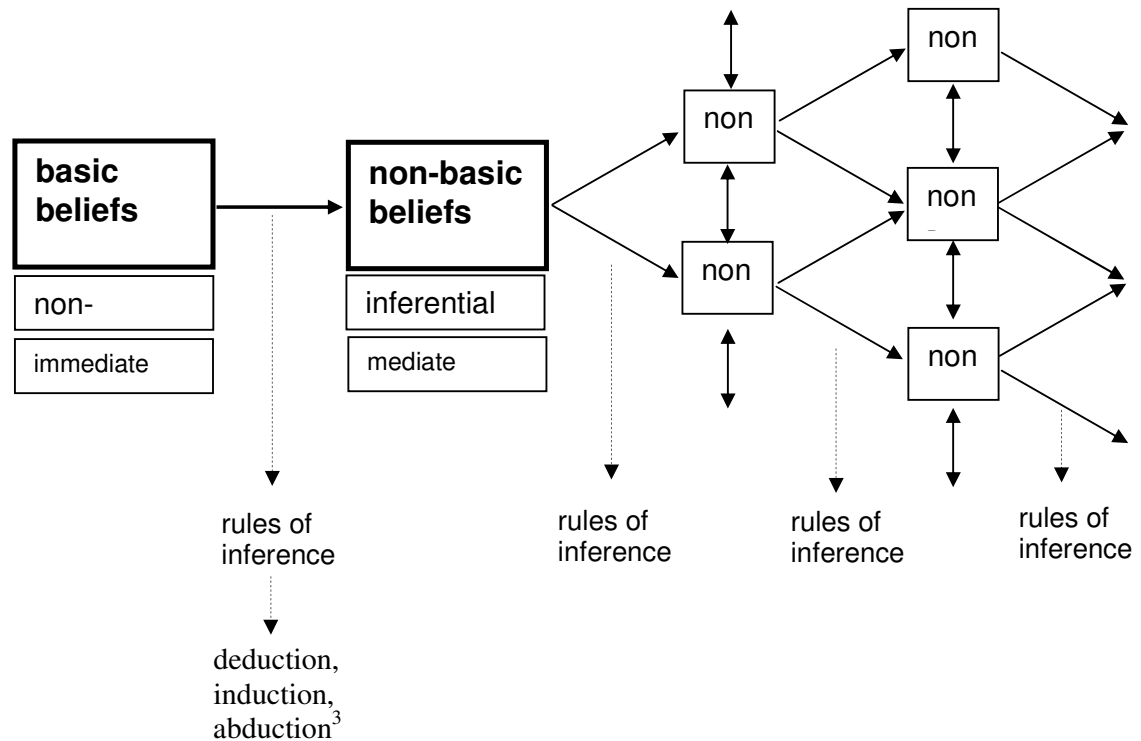 basic
beliefs
non-
immediate
non-basic
beliefs
inferential
mediate
non
non
non
non
non
rules of
inference
rules of
inference
rules of
inference
rules of
inference
deduction,
induction,
abduction3